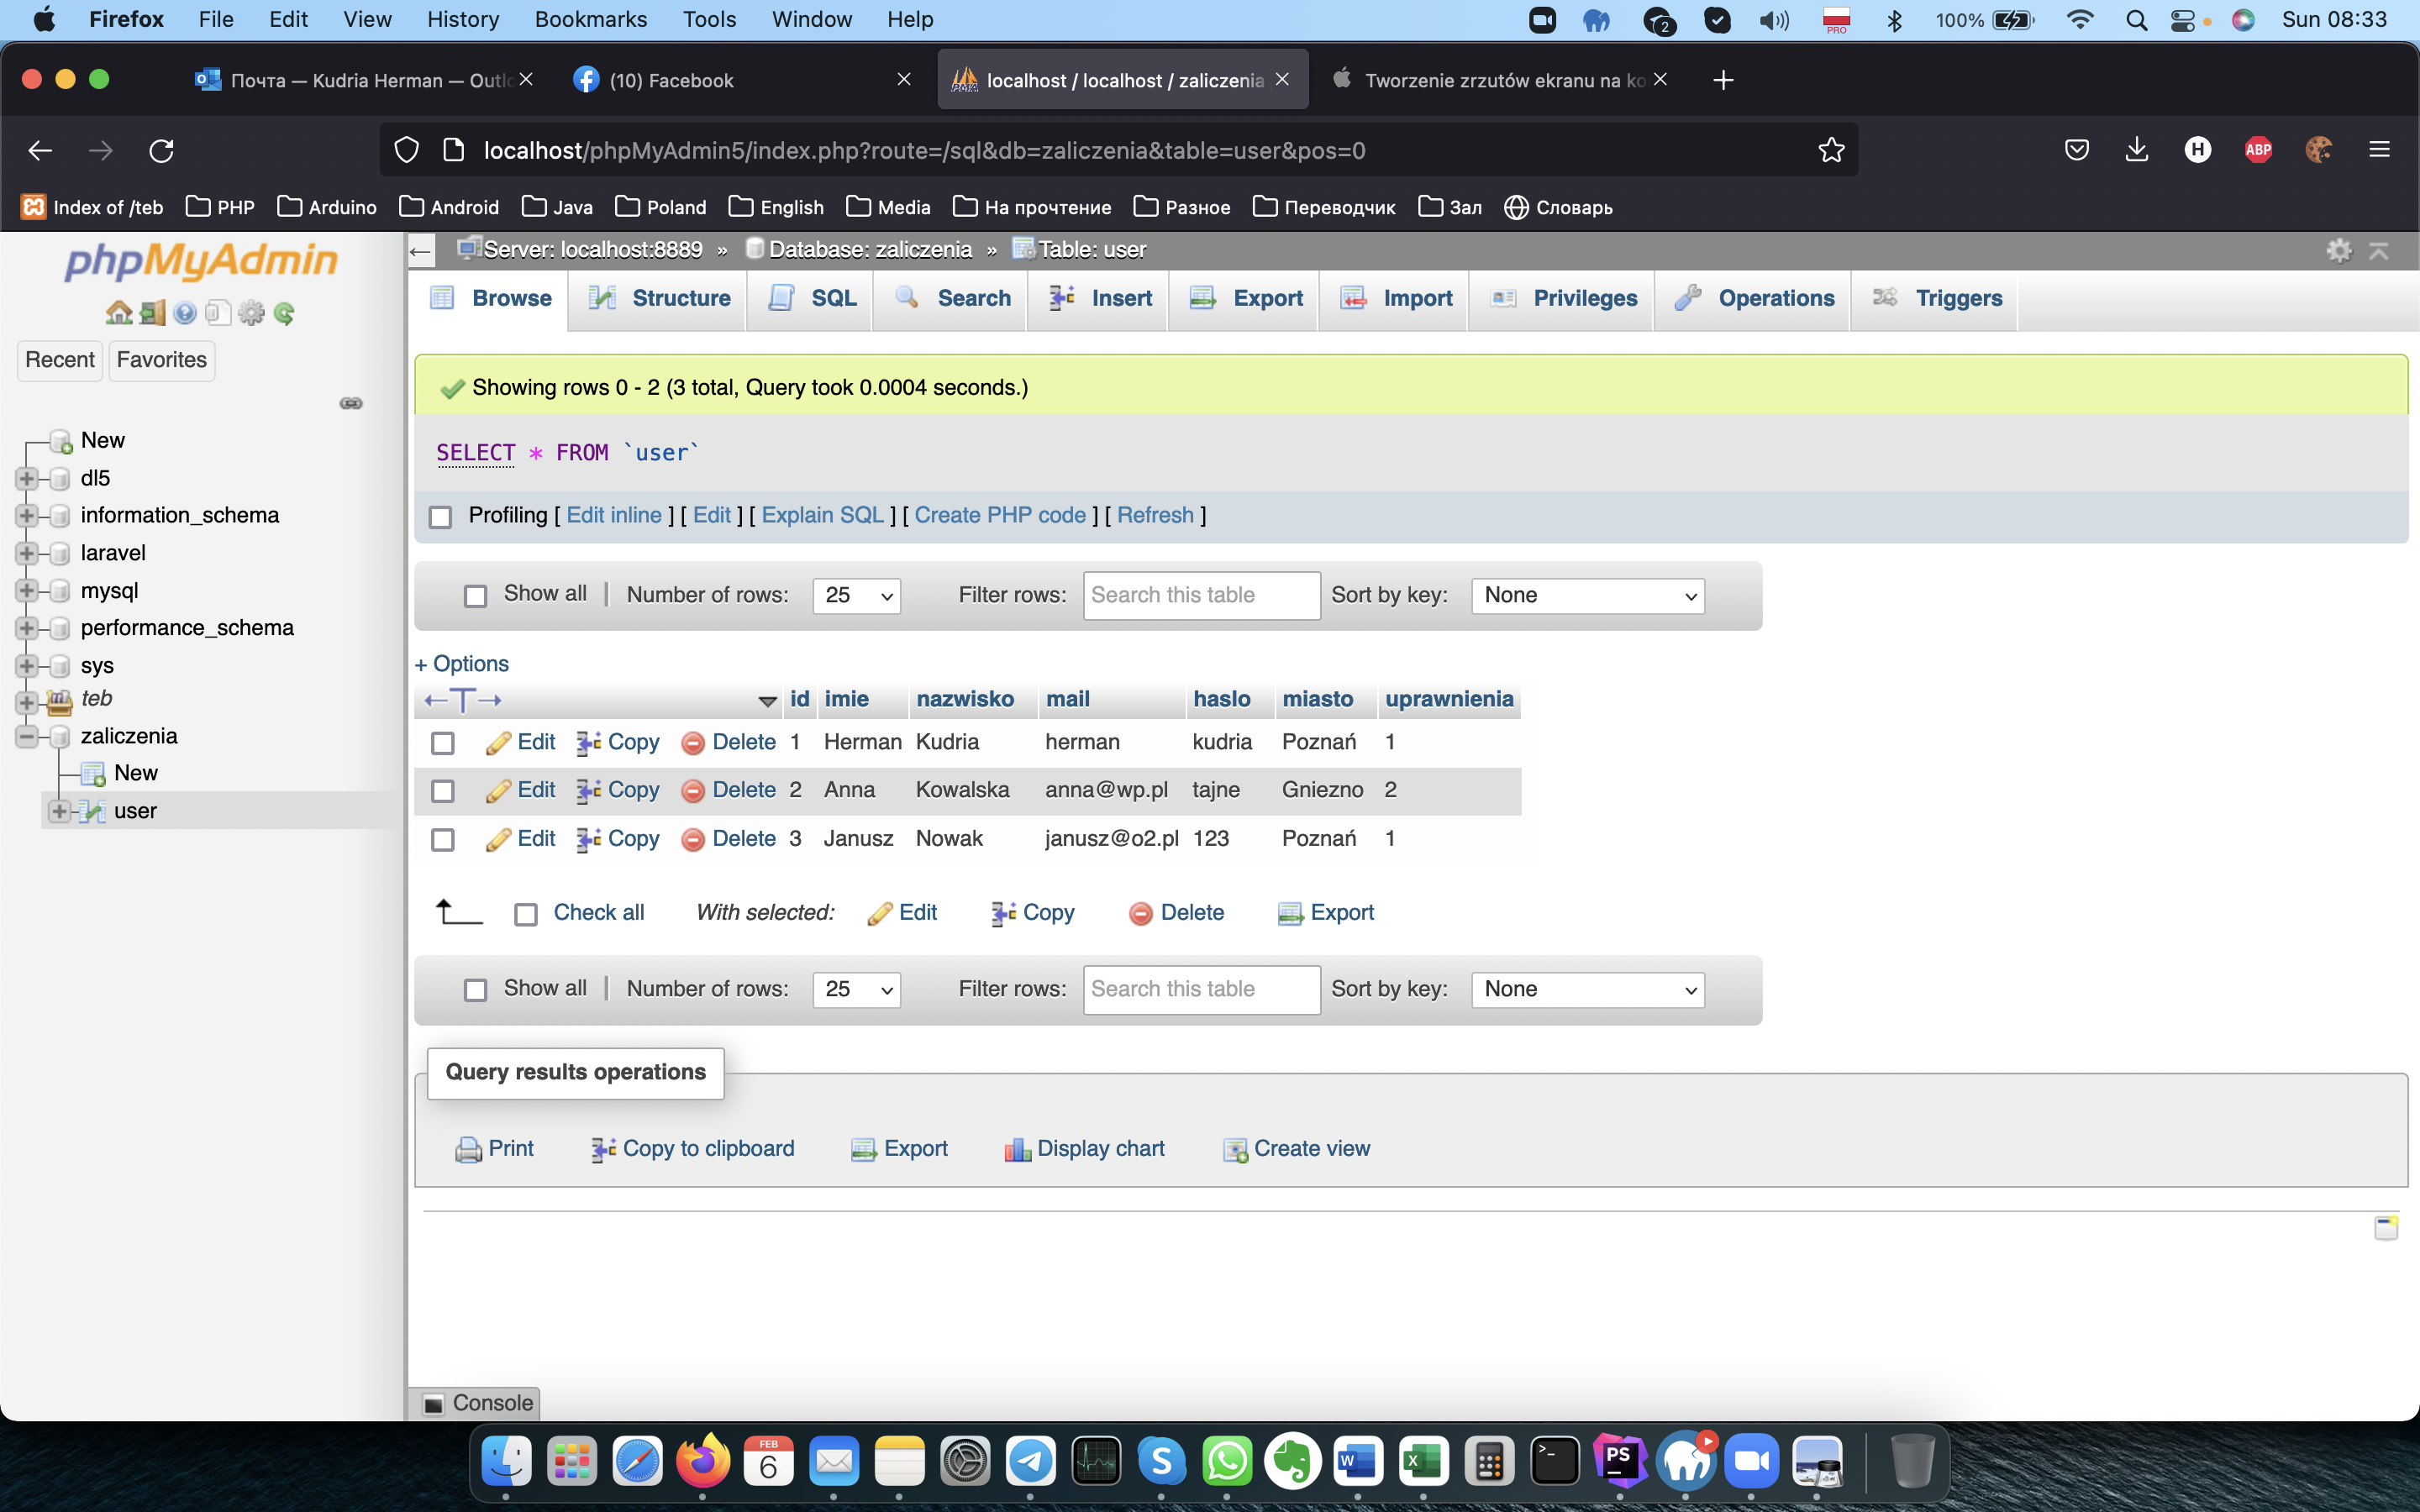 Firefox File Edit View History Bookmarks Tools Window Help 2 PRO 100% Sun 08:33
Почта — Kudria Herman — Outlo (10) Facebook localhost / localhost / zaliczenia Tworzenie zrzutów ekranu na ko
localhost/phpMyAdmin5/index.php?route=/sql&db=zaliczenia&table=user&pos=0 H ABP
Index of /teb PHP Arduino Android Java Poland English Media На прочтение Разное Переводчик Зал Словарь
phpMyAdmin
Recent Favorites
New
dl5
information_schema
laravel
mysql
performance_schema
sys
teb
zaliczenia
New
user
Server: localhost:8889 » Database: zaliczenia » Table: user
Browse Structure SQL Search Insert Export Import Privileges Operations Triggers
Showing rows 0 - 2 (3 total, Query took 0.0004 seconds.)
SELECT * FROM `user`
Profiling [ Edit inline ] [ Edit ] [ Explain SQL ] [ Create PHP code ] [ Refresh ]
Show all | Number of rows: 25 Filter rows: Search this table Sort by key: None
+ Options
←T→ id imie nazwisko mail haslo miasto uprawnienia
Edit Copy Delete 1 Herman Kudria herman kudria Poznań 1
Edit Copy Delete 2 Anna Kowalska anna@wp.pl tajne Gniezno 2
Edit Copy Delete 3 Janusz Nowak janusz@o2.pl 123 Poznań 1
Check all With selected: Edit Copy Delete Export
Show all | Number of rows: 25 Filter rows: Search this table Sort by key: None
Query results operations
Print Copy to clipboard Export Display chart Create view
Console
FEB
6
S W X >_ PS